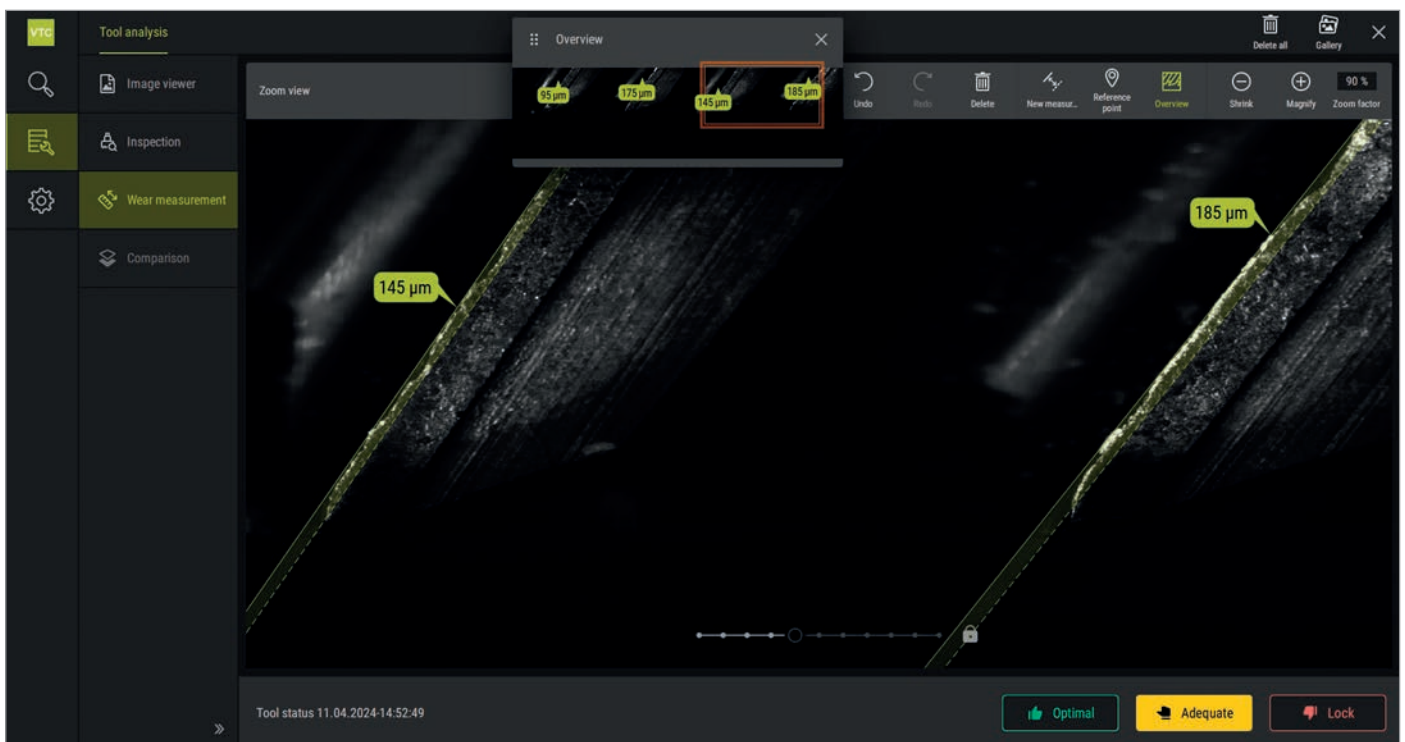 VTC
Tool analysis
Overview
Delete all
Gallery
Image viewer
Inspection
Wear measurement
Comparison
Zoom view
95 µm
175 µm
145 µm
185 µm
Undo
Redo
Delete
New measur...
Reference
point
Overview
Shrink
Magnify
90 %
Zoom factor
145 µm
185 µm
Tool status 11.04.2024-14:52:49
Optimal
Adequate
Lock